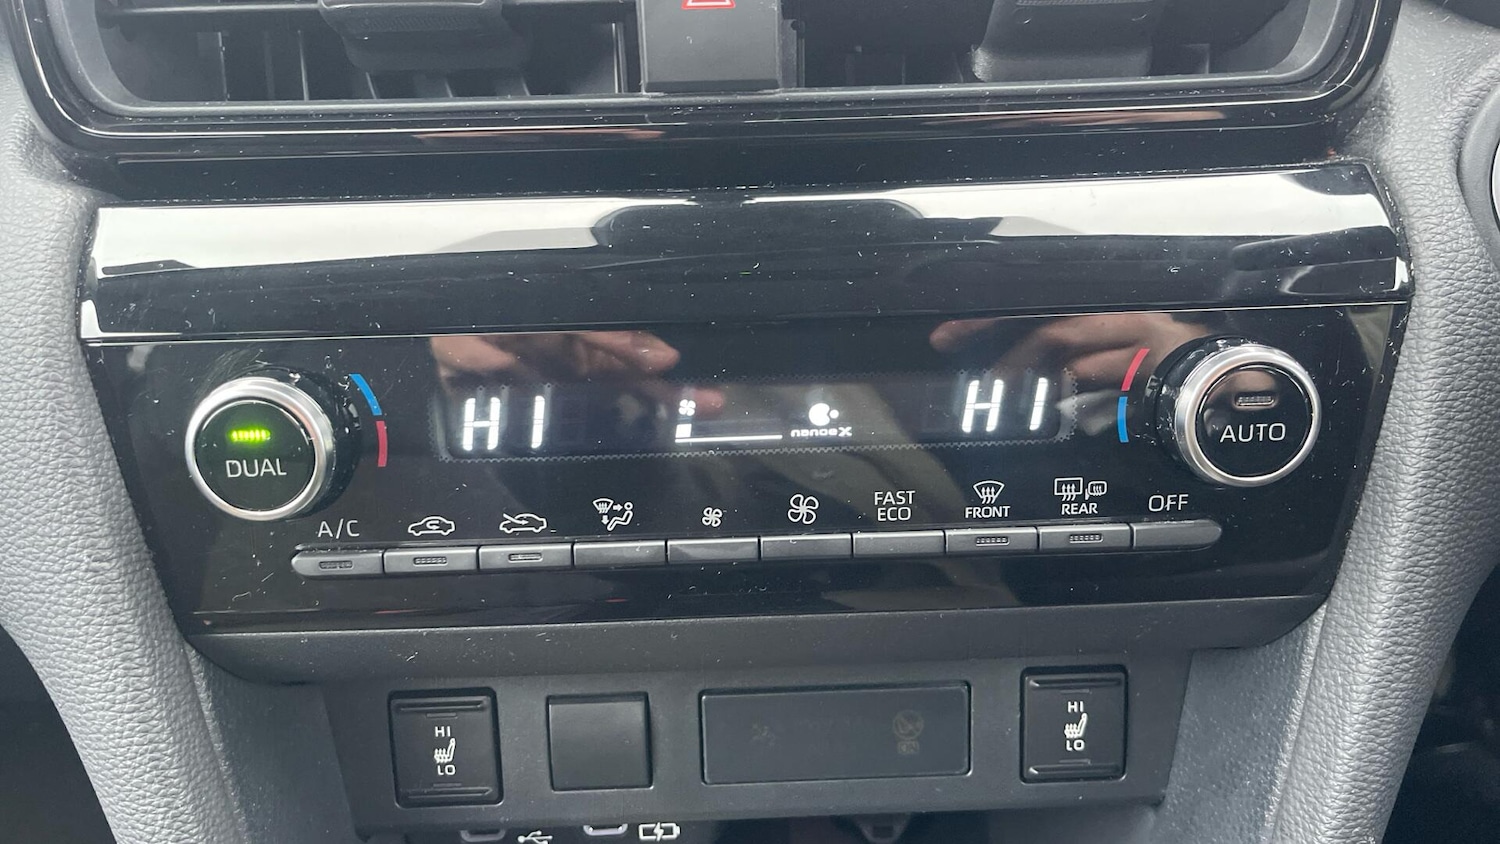 HI
nanoe X
HI
DUAL
AUTO
A/C
FAST
ECO
FRONT
REAR
OFF
HI
LO
HI
LO